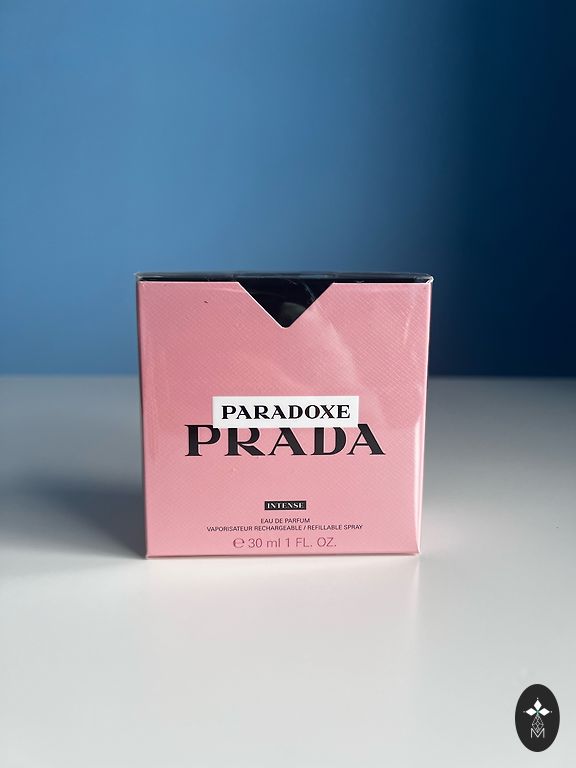 PARADOXE
PRADA
INTENSE
EAU DE PARFUM
VAPORISATEUR RECHARGEABLE / REFILLABLE SPRAY
℮ 30 ml 1 FL. OZ.
M